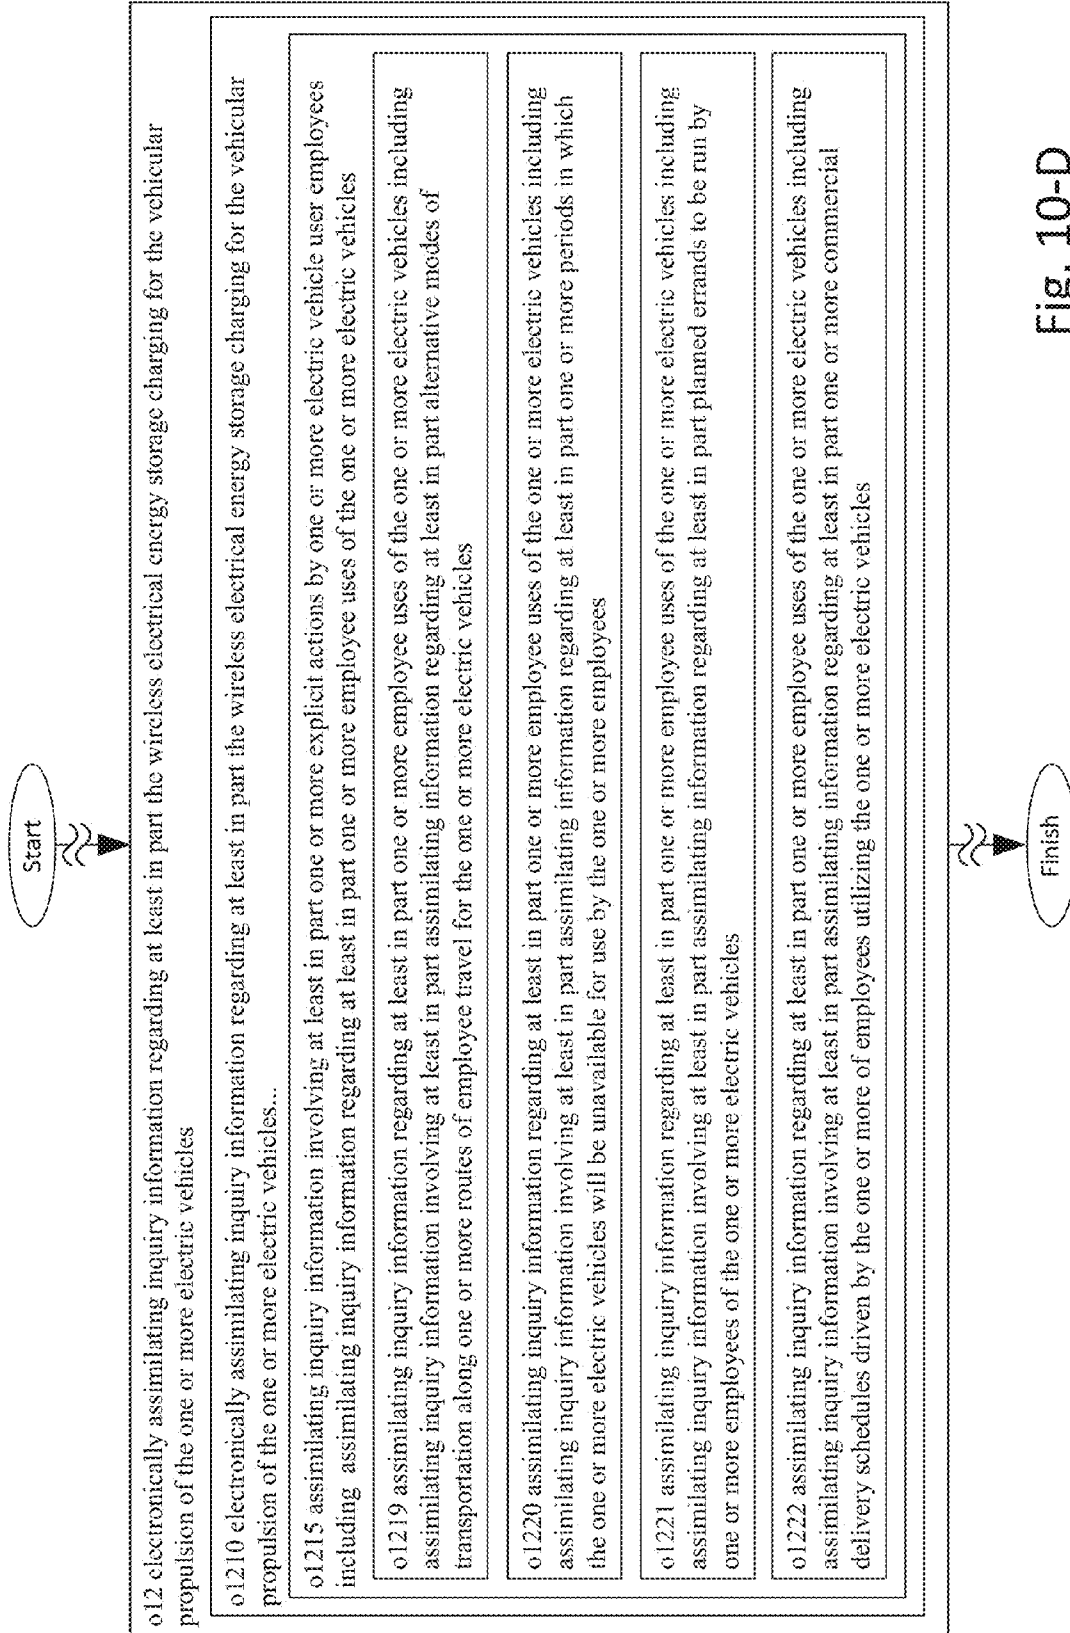 Start
o12 electronically assimilating inquiry information regarding at least in part the wireless electrical energy storage charging for the vehicular
propulsion of the one or more electric vehicles
o1210 electronically assimilating inquiry information regarding at least in part the wireless electrical energy storage charging for the vehicular
propulsion of the one or more electric vehicles...
o1215 assimilating inquiry information involving at least in part one or more explicit actions by one or more electric vehicle user employees
including assimilating inquiry information regarding at least in part one or more employee uses of the one or more electric vehicles
o1219 assimilating inquiry information regarding at least in part one or more employee uses of the one or more electric vehicles including
assimilating inquiry information involving at least in part assimilating information regarding at least in part alternative modes of
transportation along one or more routes of employee travel for the one or more electric vehicles
o1220 assimilating inquiry information regarding at least in part one or more employee uses of the one or more electric vehicles including
assimilating inquiry information involving at least in part assimilating information regarding at least in part one or more periods in which
the one or more electric vehicles will be unavailable for use by the one or more employees
o1221 assimilating inquiry information regarding at least in part one or more employee uses of the one or more electric vehicles including
assimilating inquiry information involving at least in part assimilating information regarding at least in part planned errands to be run by
one or more employees of the one or more electric vehicles
o1222 assimilating inquiry information regarding at least in part one or more employee uses of the one or more electric vehicles including
assimilating inquiry information involving at least in part assimilating information regarding at least in part one or more commercial
delivery schedules driven by the one or more of employees utilizing the one or more electric vehicles
Finish
Fig. 10-D